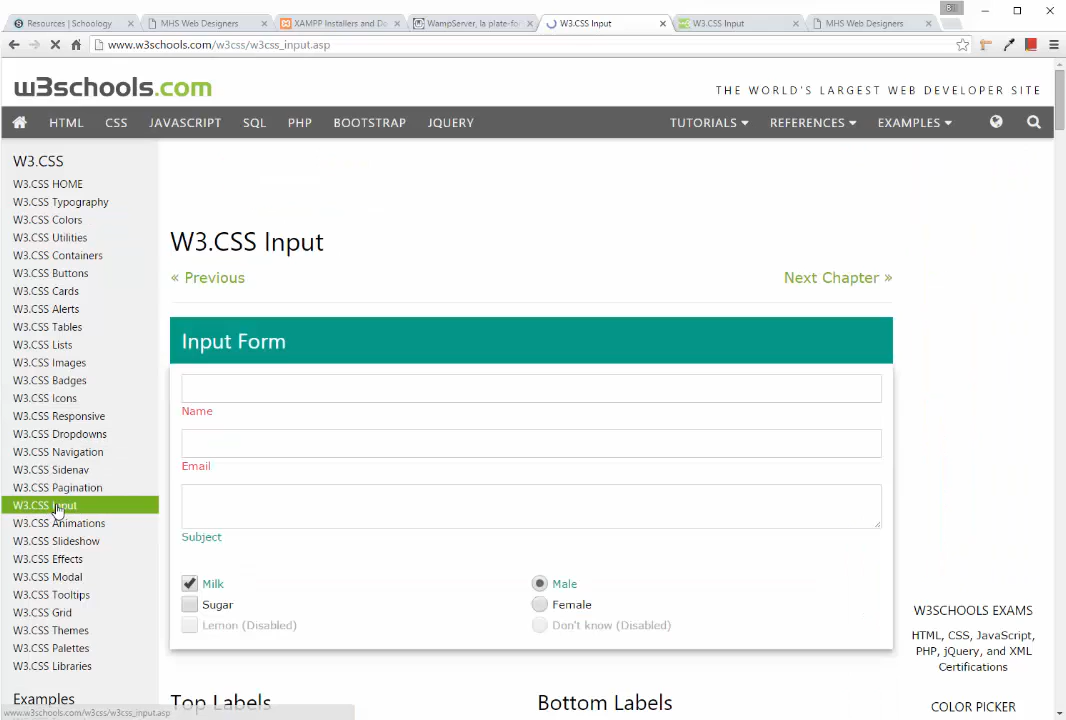 Resources | Schoology
MHS Web Designers
XAMPP Installers and Do
WampServer, la plate-for
W3.CSS Input
W3.CSS Input
MHS Web Designers
Bill
www.w3schools.com/w3css/w3css_input.asp
w3schools.com
THE WORLD'S LARGEST WEB DEVELOPER SITE
HTML CSS JAVASCRIPT SQL PHP BOOTSTRAP JQUERY TUTORIALS REFERENCES EXAMPLES
W3.CSS
W3.CSS HOME
W3.CSS Typography
W3.CSS Colors
W3.CSS Utilities
W3.CSS Containers
W3.CSS Buttons
W3.CSS Cards
W3.CSS Alerts
W3.CSS Tables
W3.CSS Lists
W3.CSS Images
W3.CSS Badges
W3.CSS Icons
W3.CSS Responsive
W3.CSS Dropdowns
W3.CSS Navigation
W3.CSS Sidenav
W3.CSS Pagination
W3.CSS Input
W3.CSS Animations
W3.CSS Slideshow
W3.CSS Effects
W3.CSS Modal
W3.CSS Tooltips
W3.CSS Grid
W3.CSS Themes
W3.CSS Palettes
W3.CSS Libraries
Examples
www.w3schools.com/w3css/w3css_input.asp
W3.CSS Input
« Previous
Next Chapter »
Input Form
Name
Email
Subject
Milk
Male
Sugar
Female
Lemon (Disabled)
Don't know (Disabled)
Top Labels
Bottom Labels
W3SCHOOLS EXAMS
HTML, CSS, JavaScript,
PHP, jQuery, and XML
Certifications
COLOR PICKER